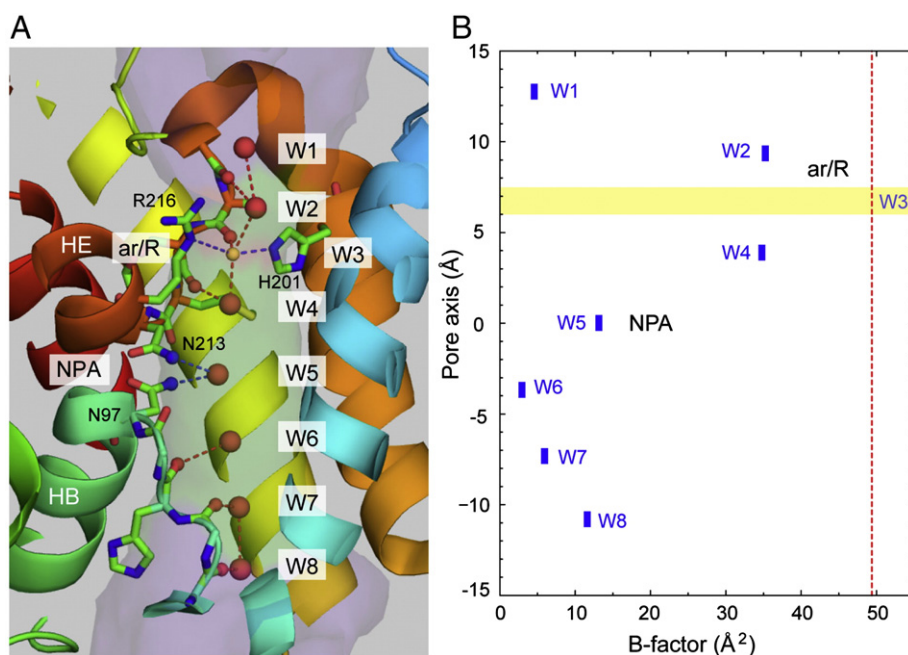 A
W1
R216
W2
HE
ar/R
W3
H201
W4
N213
NPA
W5
N97
W6
HB
W7
W8
B
15
10
5
0
-5
-10
-15
Pore axis (Å)
W1
W2
ar/R
W3
W4
W5
NPA
W6
W7
W8
0
10
20
30
40
50
B-factor (Å²)